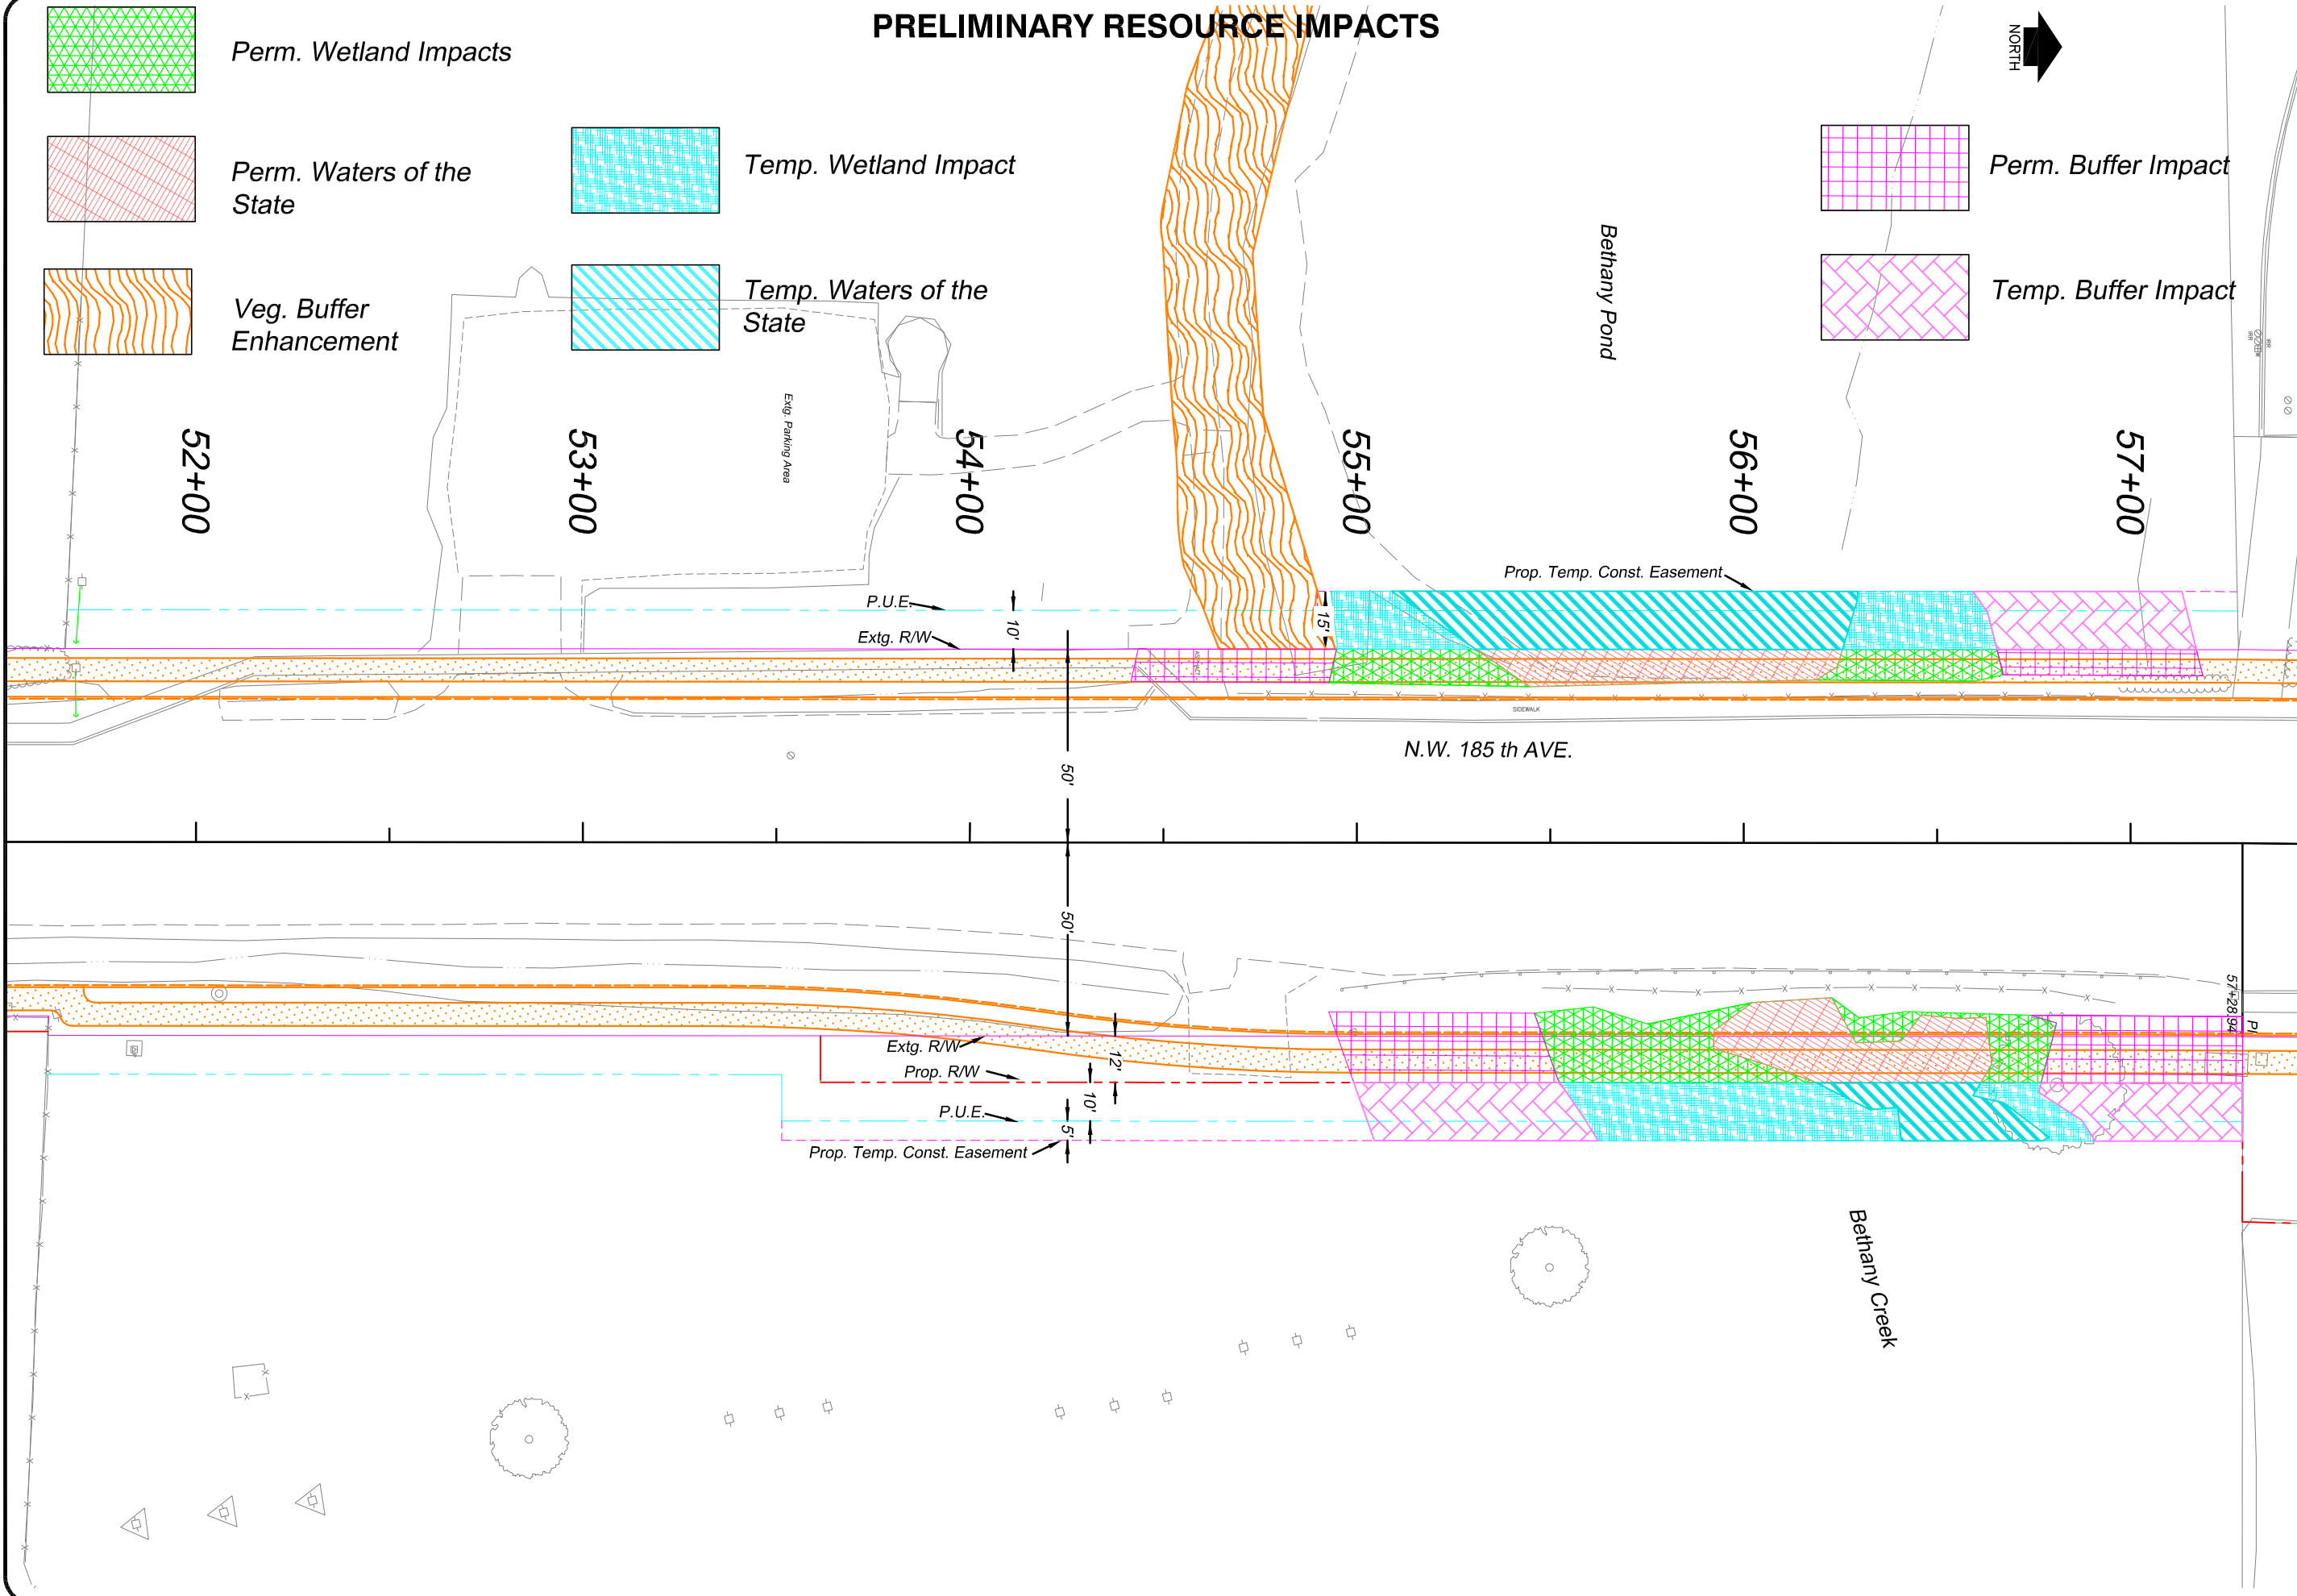 PRELIMINARY RESOURCE IMPACTS
NORTH
Perm. Wetland Impacts
Perm. Waters of the
State
Veg. Buffer
Enhancement
Temp. Wetland Impact
Temp. Waters of the
State
Perm. Buffer Impact
Temp. Buffer Impact
Bethany Pond
Extg. Parking Area
52+00
53+00
54+00
55+00
56+00
57+00
IRR
IRR
Prop. Temp. Const. Easement
P.U.E.
10'
15'
Extg. R/W
SIDEWALK
N.W. 185 th AVE.
50'
50'
57+28.94
PI
Extg. R/W
12'
Prop. R/W
10'
P.U.E.
5'
Prop. Temp. Const. Easement
Bethany Creek